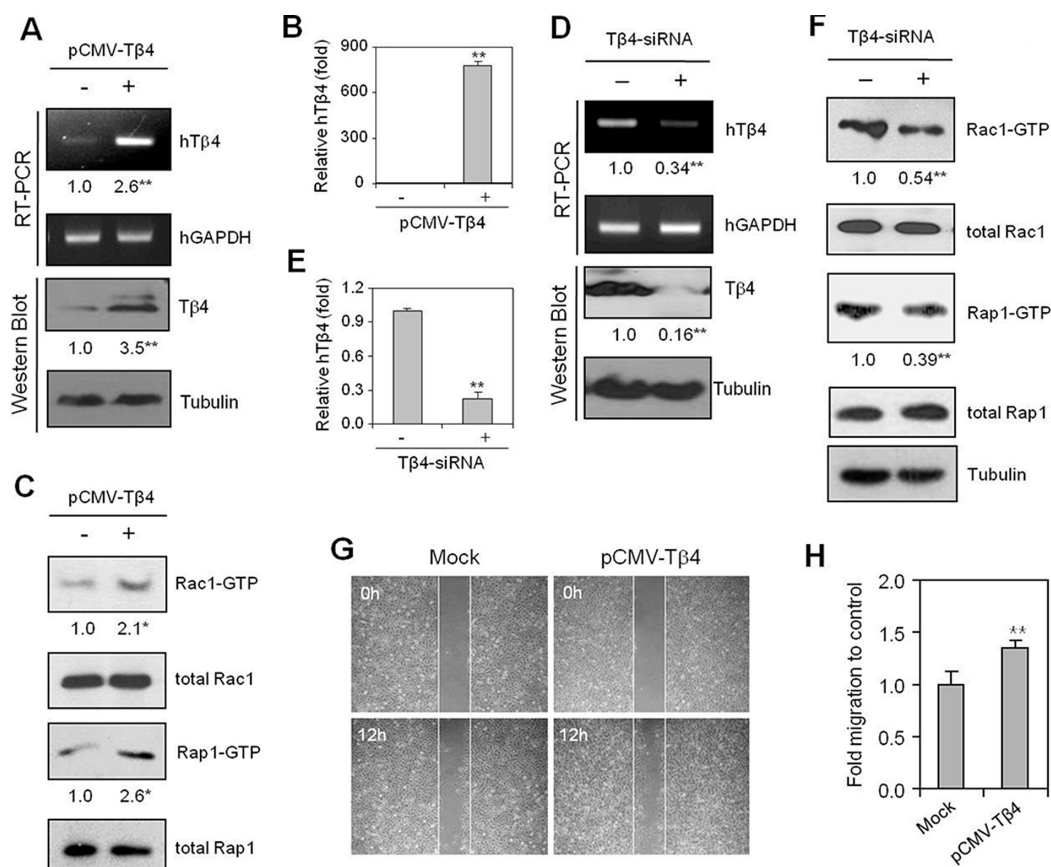 A
pCMV-Tβ4
- +
RT-PCR
hTβ4
1.0 2.6**
hGAPDH
Western Blot
Tβ4
1.0 3.5**
Tubulin
B
Relative hTβ4 (fold)
900
600
300
0
**
- +
pCMV-Tβ4
C
pCMV-Tβ4
- +
Rac1-GTP
1.0 2.1*
total Rac1
Rap1-GTP
1.0 2.6*
total Rap1
D
Tβ4-siRNA
– +
RT-PCR
hTβ4
1.0 0.34**
hGAPDH
Western Blot
Tβ4
1.0 0.16**
Tubulin
E
Relative hTβ4 (fold)
1.2
0.9
0.6
0.3
0.0
**
- +
Tβ4-siRNA
F
Tβ4-siRNA
– +
Rac1-GTP
1.0 0.54**
total Rac1
Rap1-GTP
1.0 0.39**
total Rap1
Tubulin
G
Mock pCMV-Tβ4
0h 0h
12h 12h
H
Fold migration to control
2.0
1.5
1.0
0.5
0.0
**
Mock
pCMV-Tβ4